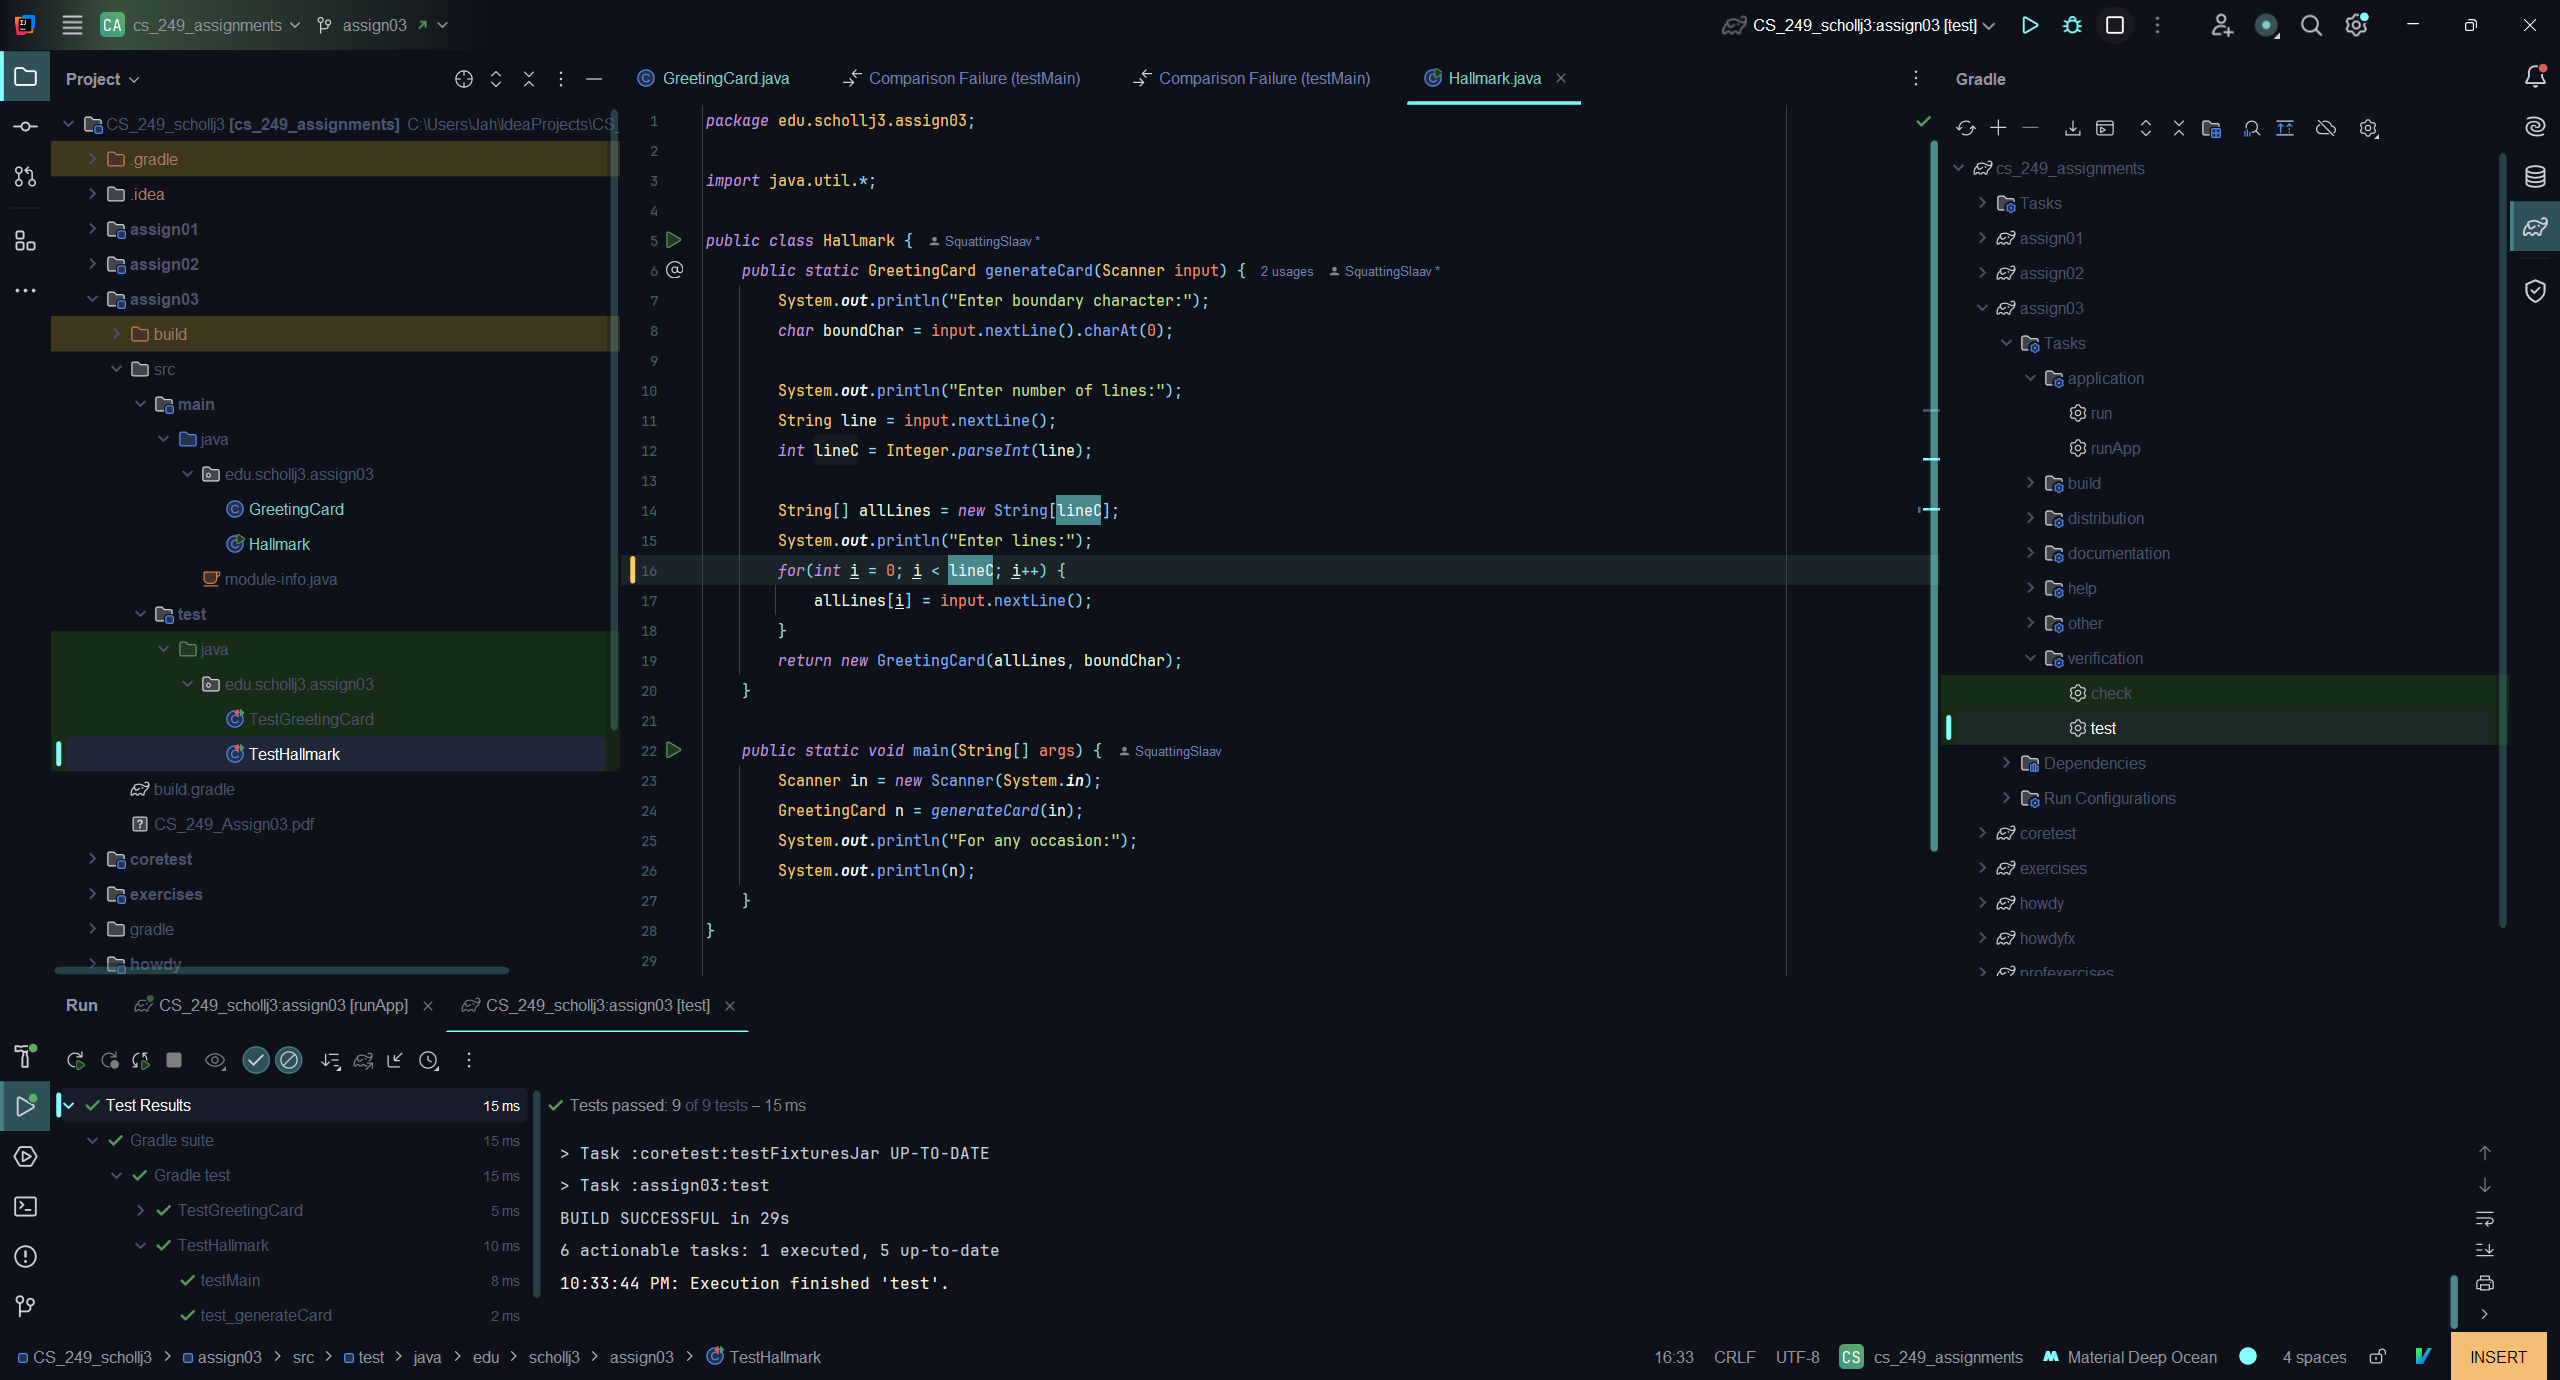 CA cs_249_assignments assign03
CS_249_schollj3:assign03 [test]
Project
GreetingCard.java
Comparison Failure (testMain)
Comparison Failure (testMain)
Hallmark.java
Gradle
CS_249_schollj3 [cs_249_assignments] C:\Users\Jah\IdeaProjects\CS_
.gradle
.idea
assign01
assign02
assign03
build
src
main
java
edu.schollj3.assign03
GreetingCard
Hallmark
module-info.java
test
java
edu.schollj3.assign03
TestGreetingCard
TestHallmark
build.gradle
CS_249_Assign03.pdf
coretest
exercises
gradle
howdy
1 package edu.schollj3.assign03;
2
3 import java.util.*;
4
5 public class Hallmark { SquattingSlaav *
6 public static GreetingCard generateCard(Scanner input) { 2 usages SquattingSlaav *
7 System.out.println("Enter boundary character:");
8 char boundChar = input.nextLine().charAt(0);
9
10 System.out.println("Enter number of lines:");
11 String line = input.nextLine();
12 int lineC = Integer.parseInt(line);
13
14 String[] allLines = new String[lineC];
15 System.out.println("Enter lines:");
16 for(int i = 0; i < lineC; i++) {
17 allLines[i] = input.nextLine();
18 }
19 return new GreetingCard(allLines, boundChar);
20 }
21
22 public static void main(String[] args) { SquattingSlaav
23 Scanner in = new Scanner(System.in);
24 GreetingCard n = generateCard(in);
25 System.out.println("For any occasion:");
26 System.out.println(n);
27 }
28 }
29
cs_249_assignments
Tasks
assign01
assign02
assign03
Tasks
application
run
runApp
build
distribution
documentation
help
other
verification
check
test
Dependencies
Run Configurations
coretest
exercises
howdy
howdyfx
profexercises
Run CS_249_schollj3:assign03 [runApp] CS_249_schollj3:assign03 [test]
Test Results 15 ms
Gradle suite 15 ms
Gradle test 15 ms
TestGreetingCard 5 ms
TestHallmark 10 ms
testMain 8 ms
test_generateCard 2 ms
Tests passed: 9 of 9 tests – 15 ms
> Task :coretest:testFixturesJar UP-TO-DATE
> Task :assign03:test
BUILD SUCCESSFUL in 29s
6 actionable tasks: 1 executed, 5 up-to-date
10:33:44 PM: Execution finished 'test'.
CS_249_schollj3 > assign03 > src > test > java > edu > schollj3 > assign03 > TestHallmark
16:33 CRLF UTF-8 CS cs_249_assignments Material Deep Ocean 4 spaces INSERT